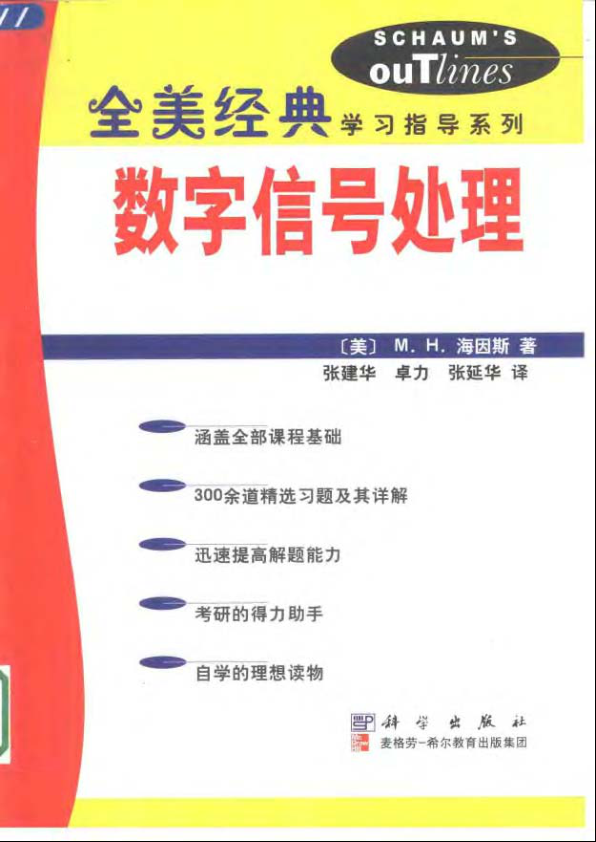 SCHAUM'S
ouTlines
全美经典 学习指导系列
数字信号处理
〔美〕 M. H. 海因斯 著
张建华 卓力 张延华 译
涵盖全部课程基础
300余道精选习题及其详解
迅速提高解题能力
考研的得力助手
自学的理想读物
科学出版社
麦格劳-希尔教育出版集团